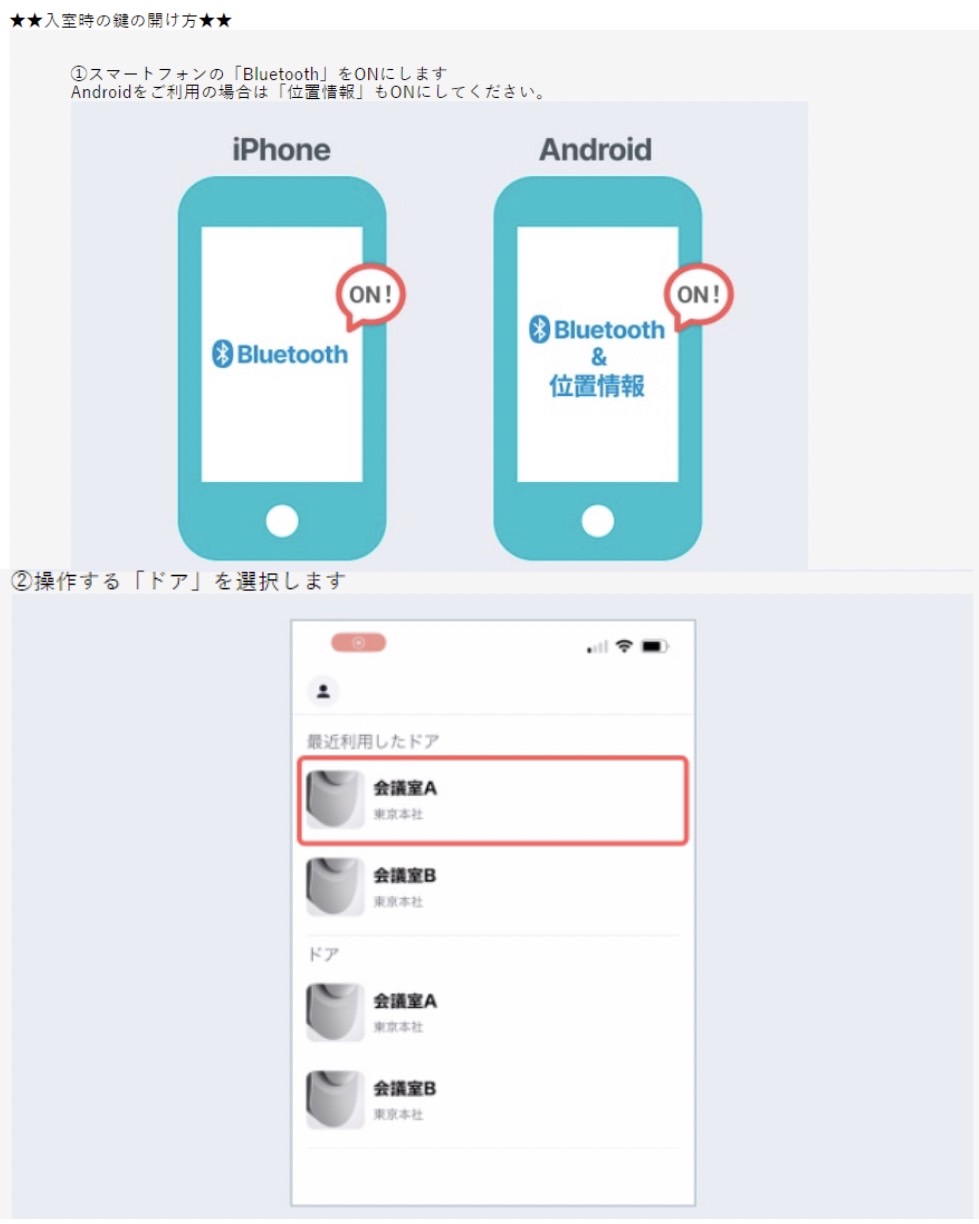 ★★入室時の鍵の開け方★★
①スマートフォンの「Bluetooth」をONにします
Androidをご利用の場合は「位置情報」もONにしてください。
iPhone
Android
ON!
ON!
Bluetooth
Bluetooth
&
位置情報
②操作する「ドア」を選択します
最近利用したドア
会議室A
東京本社
会議室B
東京本社
ドア
会議室A
東京本社
会議室B
東京本社